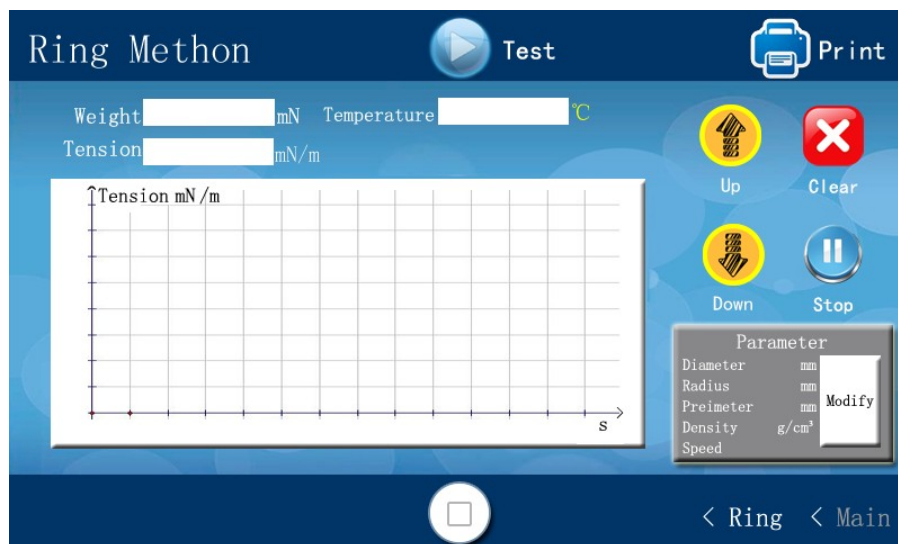 Ring Methon
Test
Print
Weight mN Temperature ℃
Tension mN/m
Tension mN/m
s
Up
Clear
Down
Stop
Parameter
Diameter mm
Radius mm
Preimeter mm
Density g/cm³
Speed
Modify
< Ring < Main